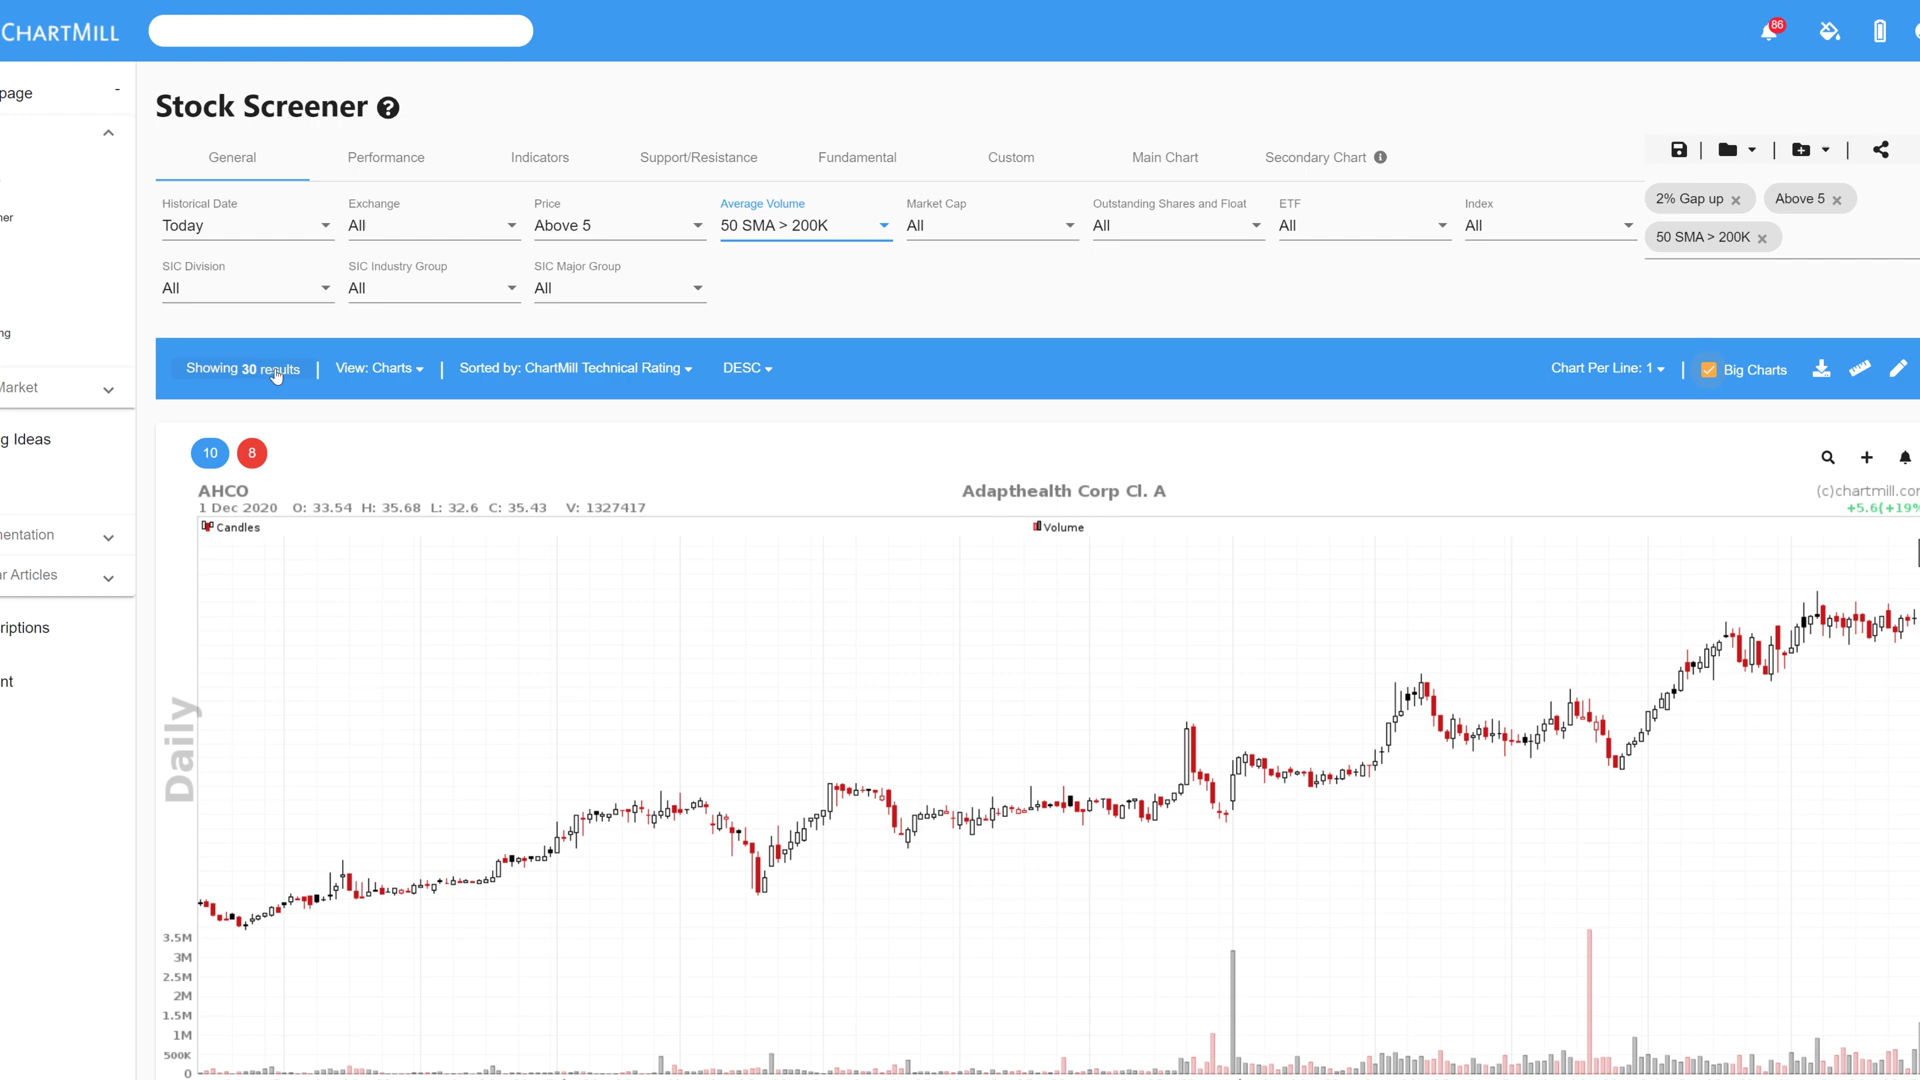 CHARTMILL
86
page
-
Stock Screener ?
General Performance Indicators Support/Resistance Fundamental Custom Main Chart Secondary Chart
Historical Date Exchange Price Average Volume Market Cap Outstanding Shares and Float ETF Index
Today All Above 5 50 SMA > 200K All All All All
2% Gap up Above 5
50 SMA > 200K
SIC Division SIC Industry Group SIC Major Group
All All All
ner
ng
Showing 30 results | View: Charts | Sorted by: ChartMill Technical Rating DESC Chart Per Line: 1 | Big Charts
Market
g Ideas
10 8
AHCO Adapthealth Corp Cl. A (c)chartmill.com
1 Dec 2020 O: 33.54 H: 35.68 L: 32.6 C: 35.43 V: 1327417 +5.6(+19%
Candles Volume
mentation
ar Articles
riptions
nt
Daily
3.5M
3M
2.5M
2M
1.5M
1M
500K
0